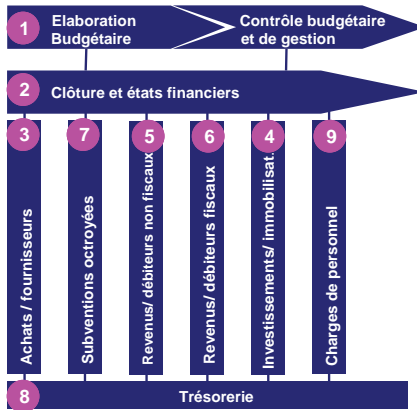 1
Elaboration
Budgétaire
Contrôle budgétaire
et de gestion
2
Clôture et états financiers
3
7
5
6
4
9
Achats / fournisseurs
Subventions octroyées
Revenus/ débiteurs non fiscaux
Revenus/ débiteurs fiscaux
Investissements/ immobilisat.
Charges de personnel
8
Trésorerie